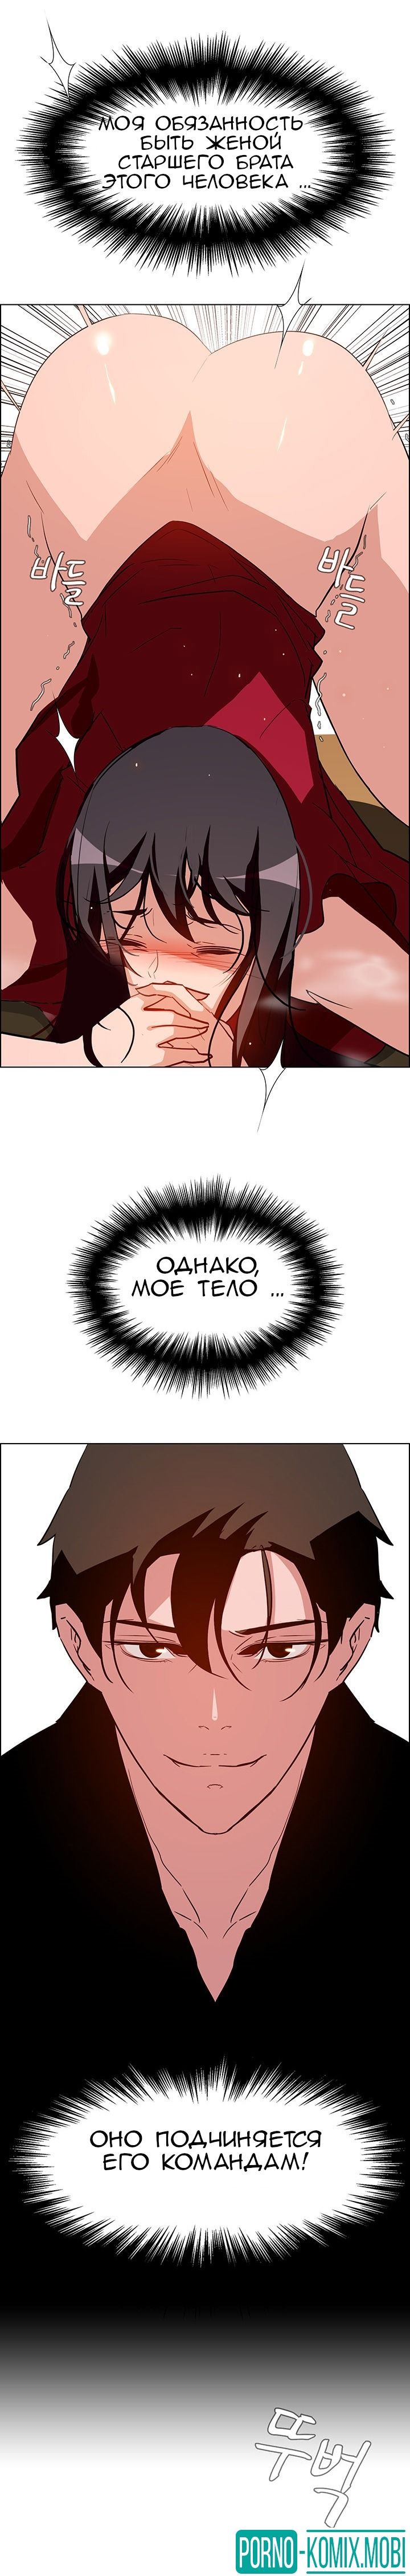 МОЯ ОБЯЗАННОСТЬ
БЫТЬ ЖЕНОЙ
СТАРШЕГО БРАТА
ЭТОГО ЧЕЛОВЕКА ...
바들
바들
ОДНАКО,
МОЕ ТЕЛО ...
ОНО ПОДЧИНЯЕТСЯ
ЕГО КОМАНДАМ!
뚜벅
PORNO-KOMIX.MOBI